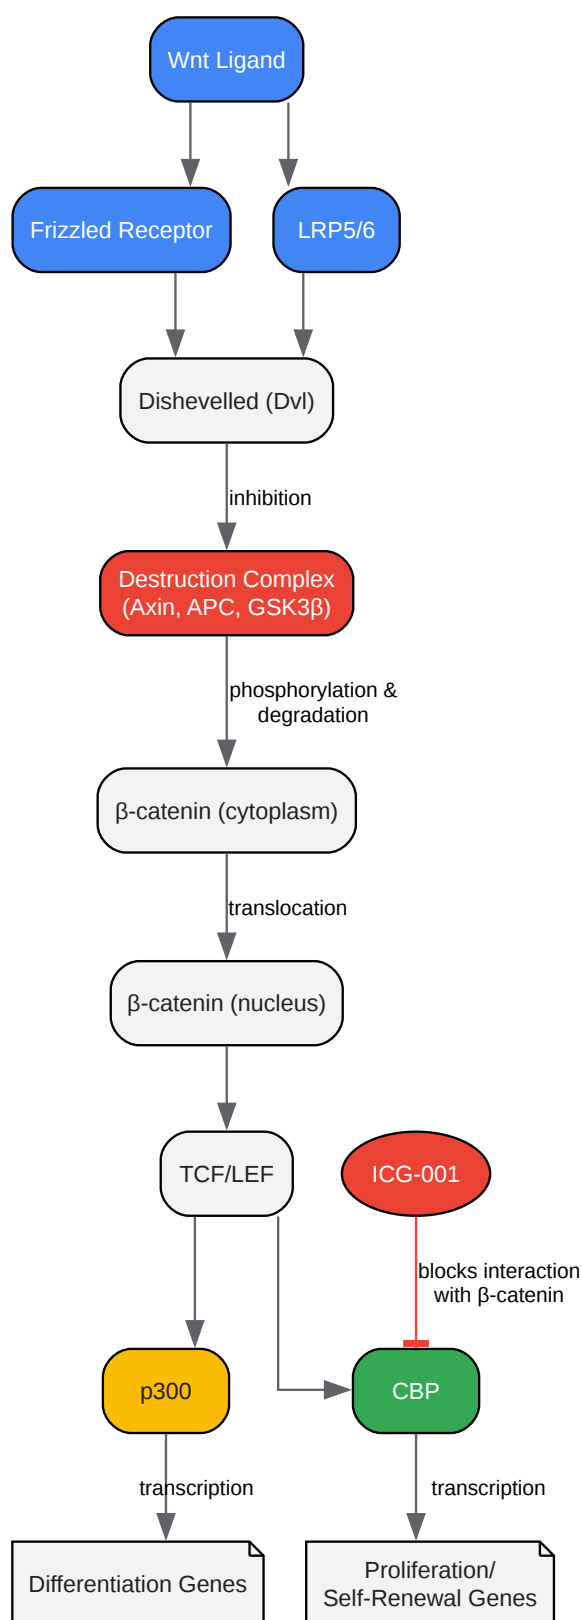 Wnt Ligand
Frizzled Receptor
LRP5/6
Dishevelled (Dvl)
inhibition
Destruction Complex
(Axin, APC, GSK3β)
phosphorylation &
degradation
β-catenin (cytoplasm)
translocation
β-catenin (nucleus)
TCF/LEF
ICG-001
blocks interaction
with β-catenin
p300
CBP
transcription
transcription
Differentiation Genes
Proliferation/
Self-Renewal Genes